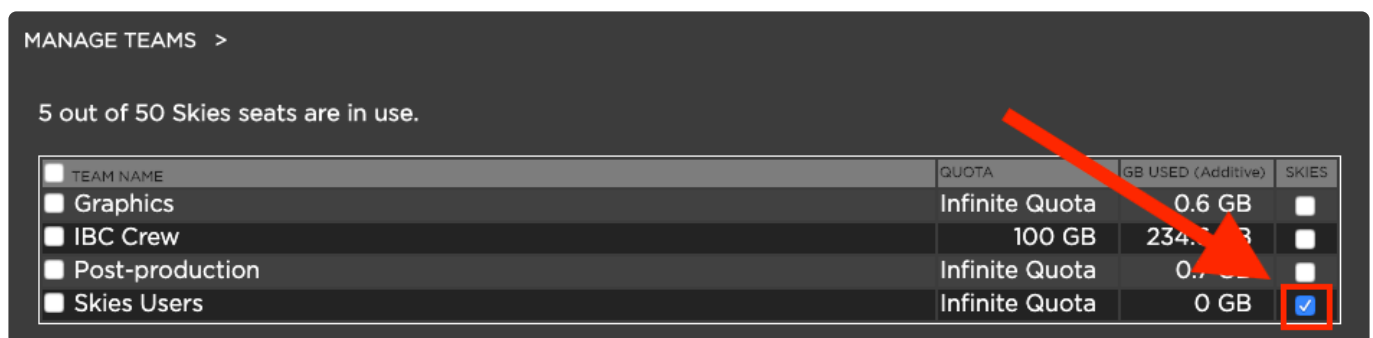 MANAGE TEAMS >
5 out of 50 Skies seats are in use.
TEAM NAME QUOTA GB USED (Additive) SKIES
Graphics Infinite Quota 0.6 GB
IBC Crew 100 GB
Post-production Infinite Quota
Skies Users Infinite Quota 0 GB